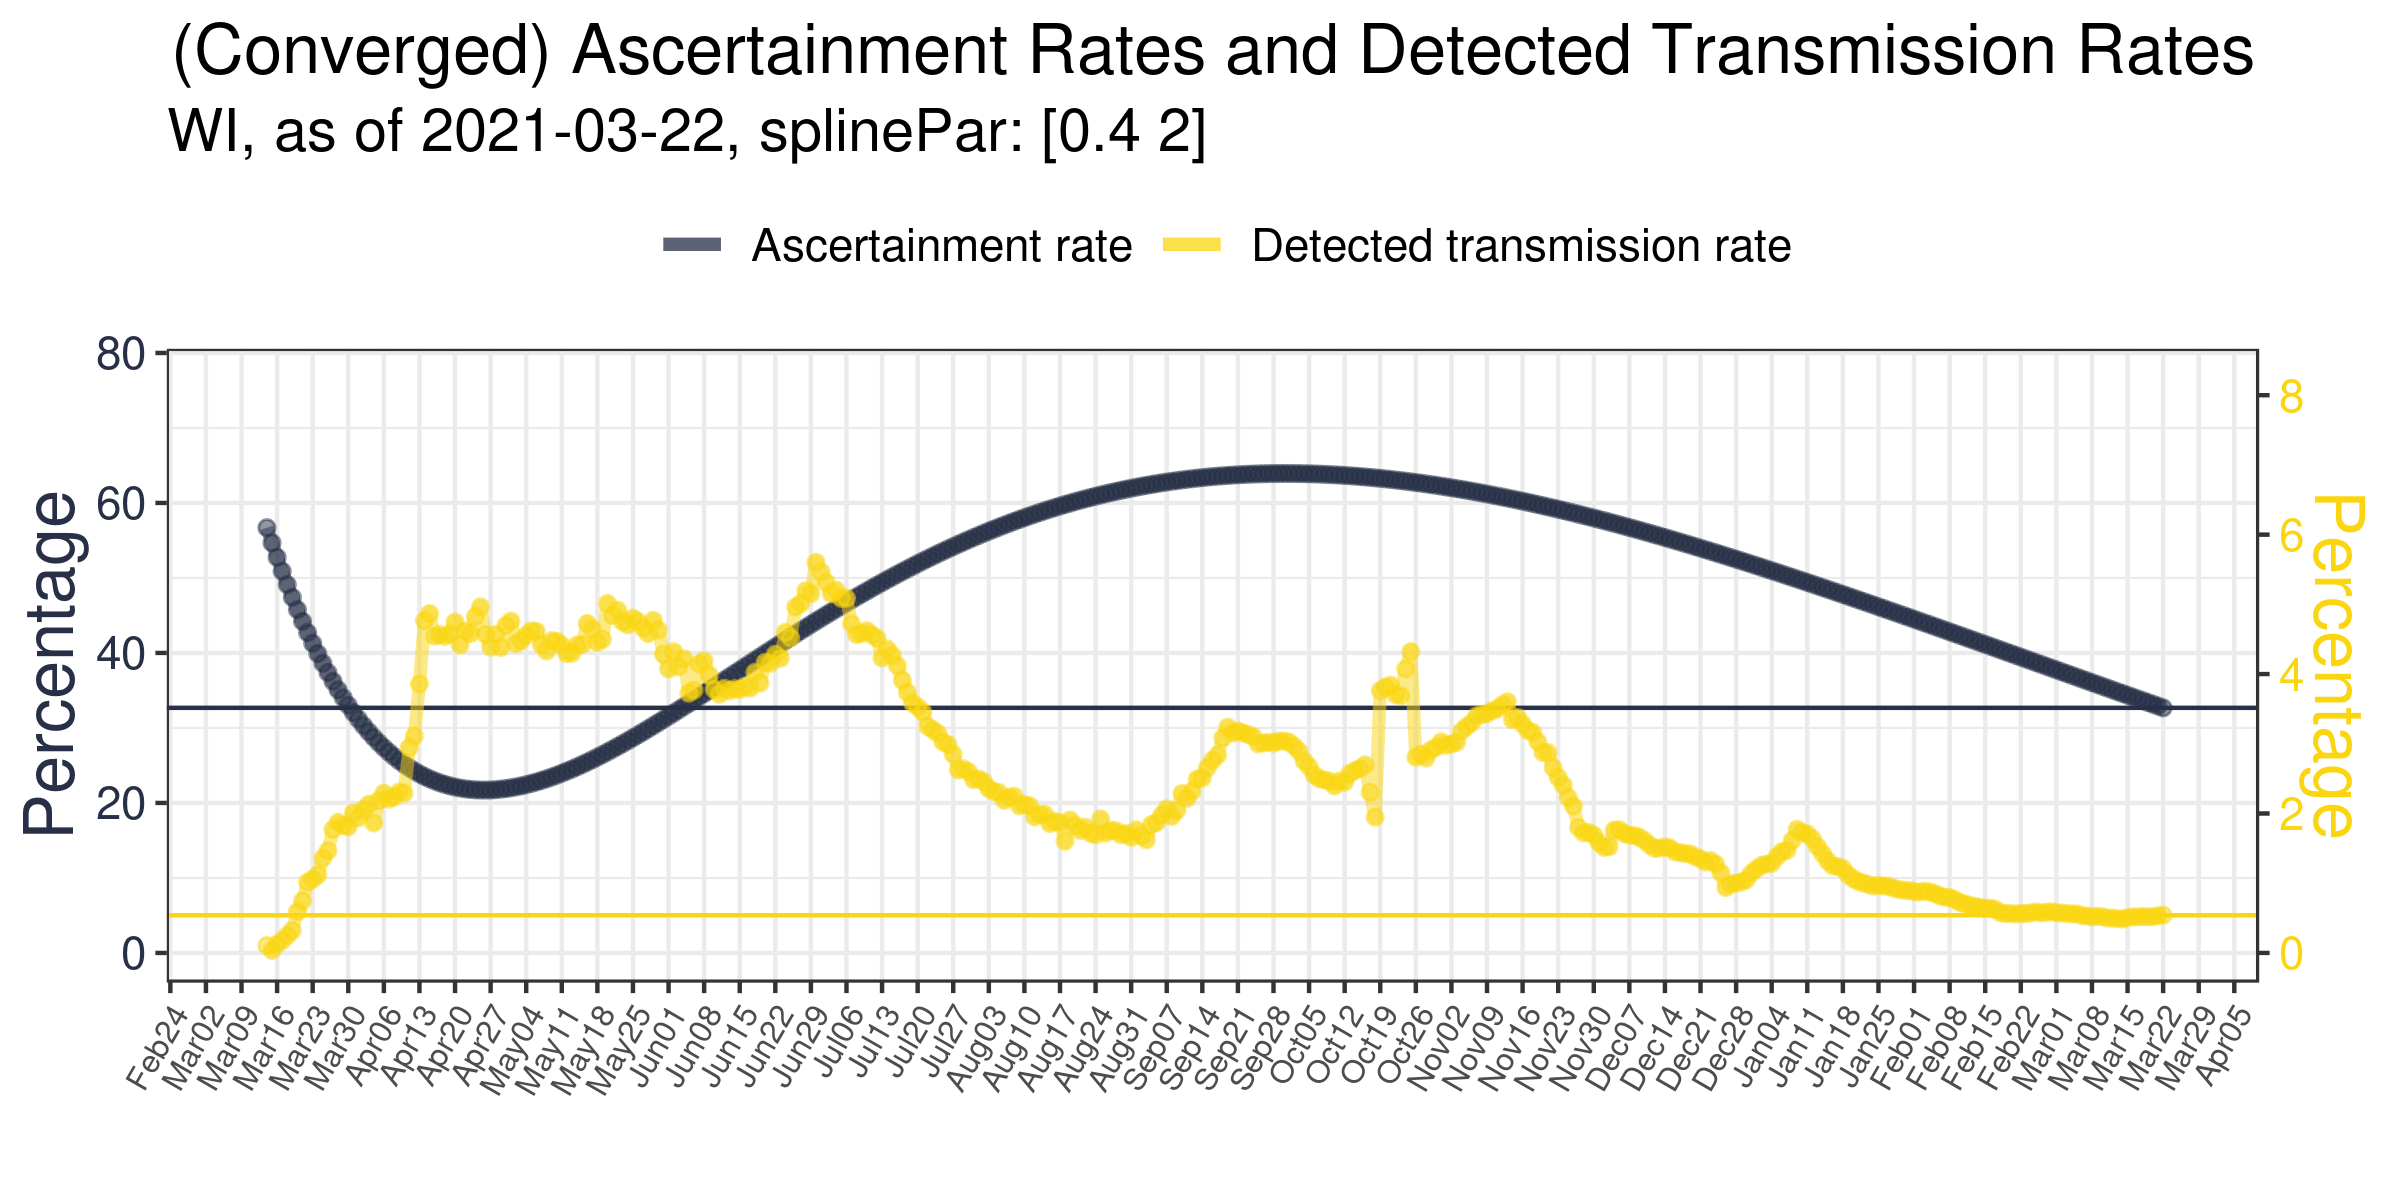 (Converged) Ascertainment Rates and Detected Transmission Rates
WI, as of 2021-03-22, splinePar: [0.4 2]
Ascertainment rate
Detected transmission rate
Percentage
80
60
40
20
0
8
6
4
2
0
Percentage
Feb24
Mar02
Mar09
Mar16
Mar23
Mar30
Apr06
Apr13
Apr20
Apr27
May04
May11
May18
May25
Jun01
Jun08
Jun15
Jun22
Jun29
Jul06
Jul13
Jul20
Jul27
Aug03
Aug10
Aug17
Aug24
Aug31
Sep07
Sep14
Sep21
Sep28
Oct05
Oct12
Oct19
Oct26
Nov02
Nov09
Nov16
Nov23
Nov30
Dec07
Dec14
Dec21
Dec28
Jan04
Jan11
Jan18
Jan25
Feb01
Feb08
Feb15
Feb22
Mar01
Mar08
Mar15
Mar22
Mar29
Apr05